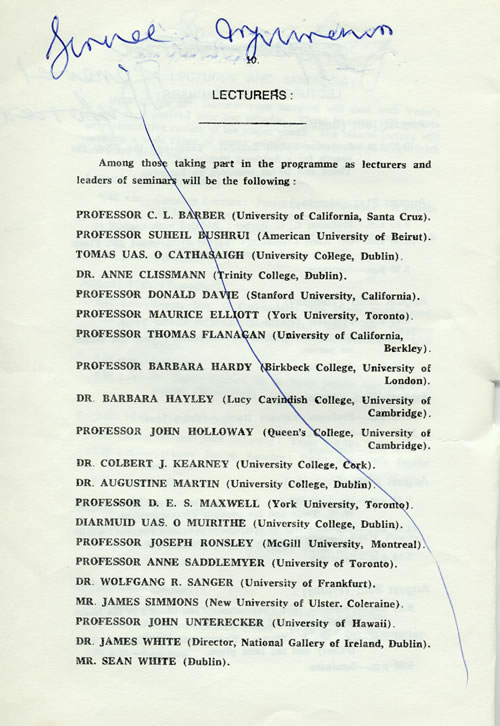 10.
LECTURERS:
Among those taking part in the programme as lecturers and
leaders of seminars will be the following :
PROFESSOR C. L. BARBER (University of California, Santa Cruz).
PROFESSOR SUHEIL BUSHRUI (American University of Beirut).
TOMAS UAS. O CATHASAIGH (University College, Dublin).
DR. ANNE CLISSMANN (Trinity College, Dublin).
PROFESSOR DONALD DAVIE (Stanford University, California).
PROFESSOR MAURICE ELLIOTT (York University, Toronto).
PROFESSOR THOMAS FLANAGAN (University of California,
Berkley).
PROFESSOR BARBARA HARDY (Birkbeck College, University of
London).
DR. BARBARA HAYLEY (Lucy Cavindish College, University of
Cambridge).
PROFESSOR JOHN HOLLOWAY (Queen's College, University of
Cambridge).
DR. COLBERT J. KEARNEY (University College, Cork).
DR. AUGUSTINE MARTIN (University College, Dublin).
PROFESSOR D. E. S. MAXWELL (York University, Toronto).
DIARMUID UAS. O MUIRITHE (University College, Dublin).
PROFESSOR JOSEPH RONSLEY (McGill University, Montreal).
PROFESSOR ANNE SADDLEMYER (University of Toronto).
DR. WOLFGANG R. SANGER (University of Frankfurt).
MR. JAMES SIMMONS (New University of Ulster. Coleraine).
PROFESSOR JOHN UNTERECKER (University of Hawaii).
DR. JAMES WHITE (Director, National Gallery of Ireland, Dublin).
MR. SEAN WHITE (Dublin).